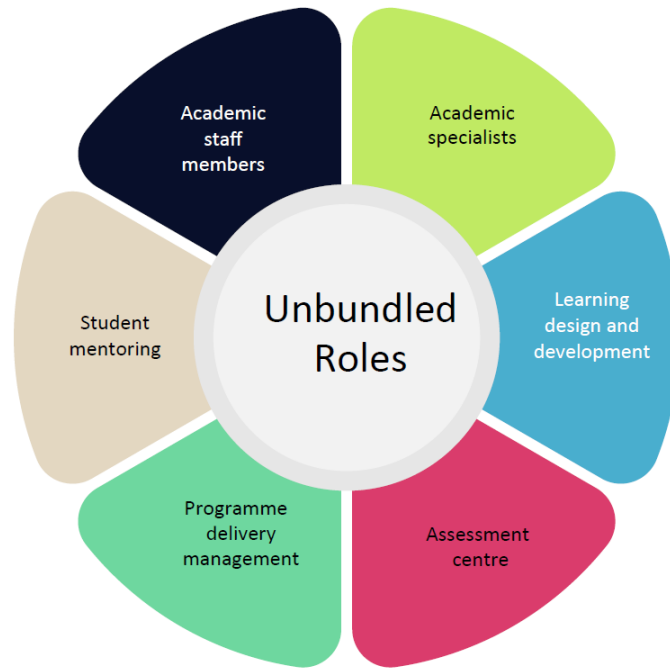 Academic
staff
members
Academic
specialists
Student
mentoring
Unbundled
Roles
Learning
design and
development
Programme
delivery
management
Assessment
centre